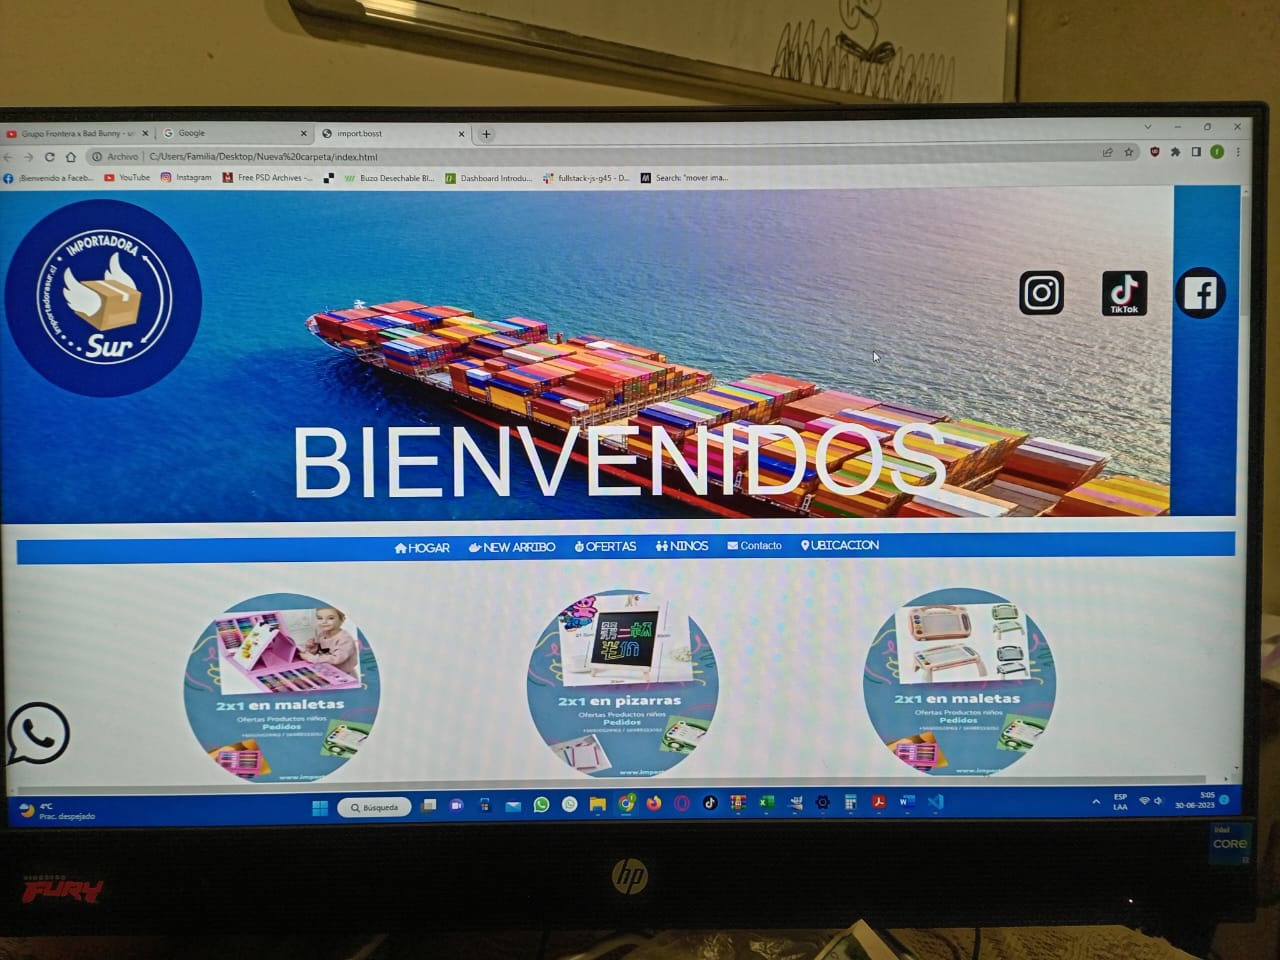 Grupo Frontera x Bad Bunny - un
Google
import.bosst
Archivo
C:/Users/Familia/Desktop/Nueva%20carpeta/index.html
¡Bienvenido a Faceb...
YouTube
Instagram
Free PSD Archives -...
Buzo Desechable Bl...
Dashboard Introdu...
fullstack-js-g45 - D...
Search: "mover ima...
IMPORTADORA
importadorasur.cl
Sur
TikTok
BIENVENIDOS
HOGAR
NEW ARRIBO
OFERTAS
NINOS
Contacto
UBICACION
2x1 en maletas
Ofertas Productos niños
Pedidos
2x1 en pizarras
Ofertas Productos niños
Pedidos
2x1 en maletas
Ofertas Productos niños
Pedidos
4°C
Prac. despejado
Búsqueda
ESP
LAA
5:05
30-06-2023
intel
CORE
FURY
hp